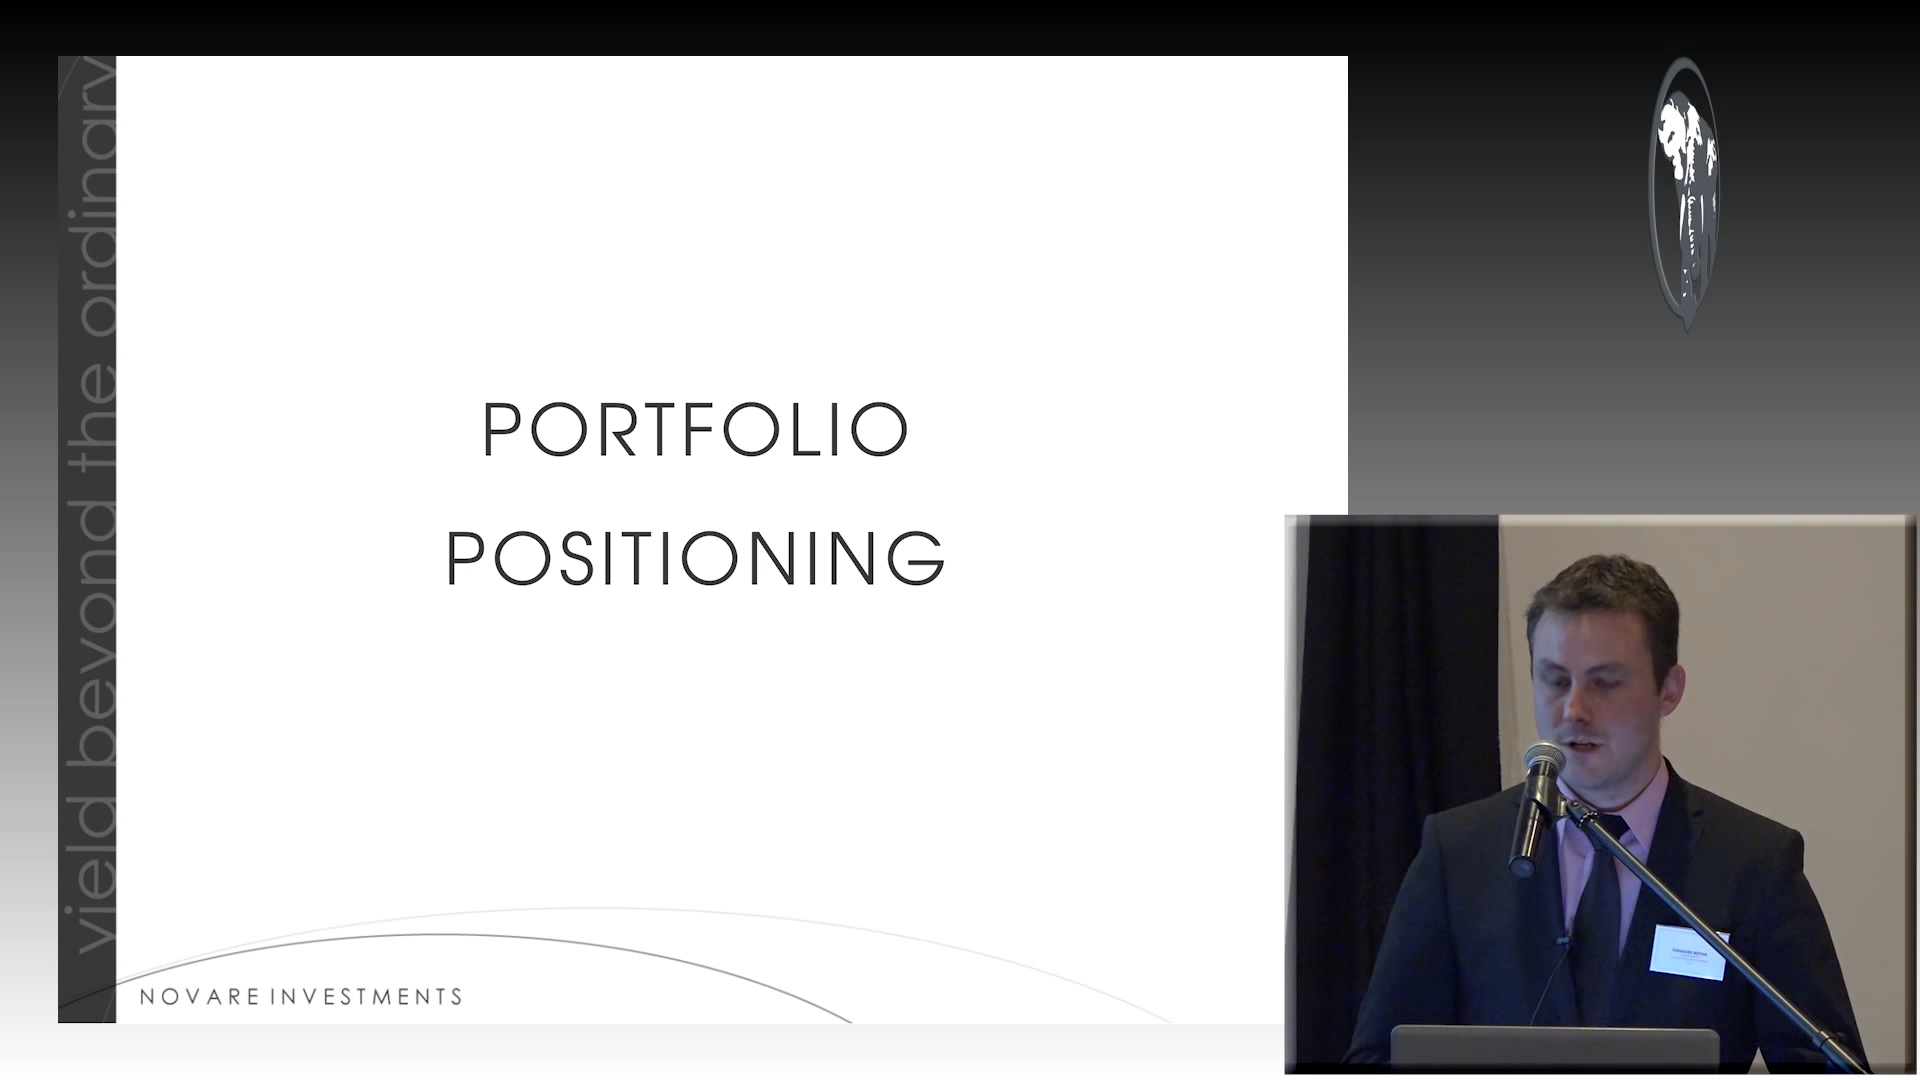 yield beyond the ordinary
PORTFOLIO
POSITIONING
NOVARE INVESTMENTS